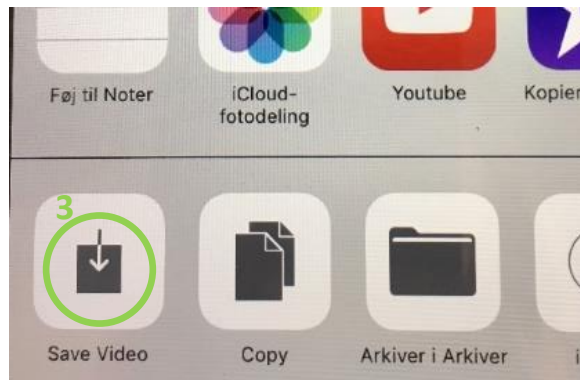 Føj til Noter
iCloud-
fotodeling
Youtube
Kopier
3
Save Video
Copy
Arkiver i Arkiver